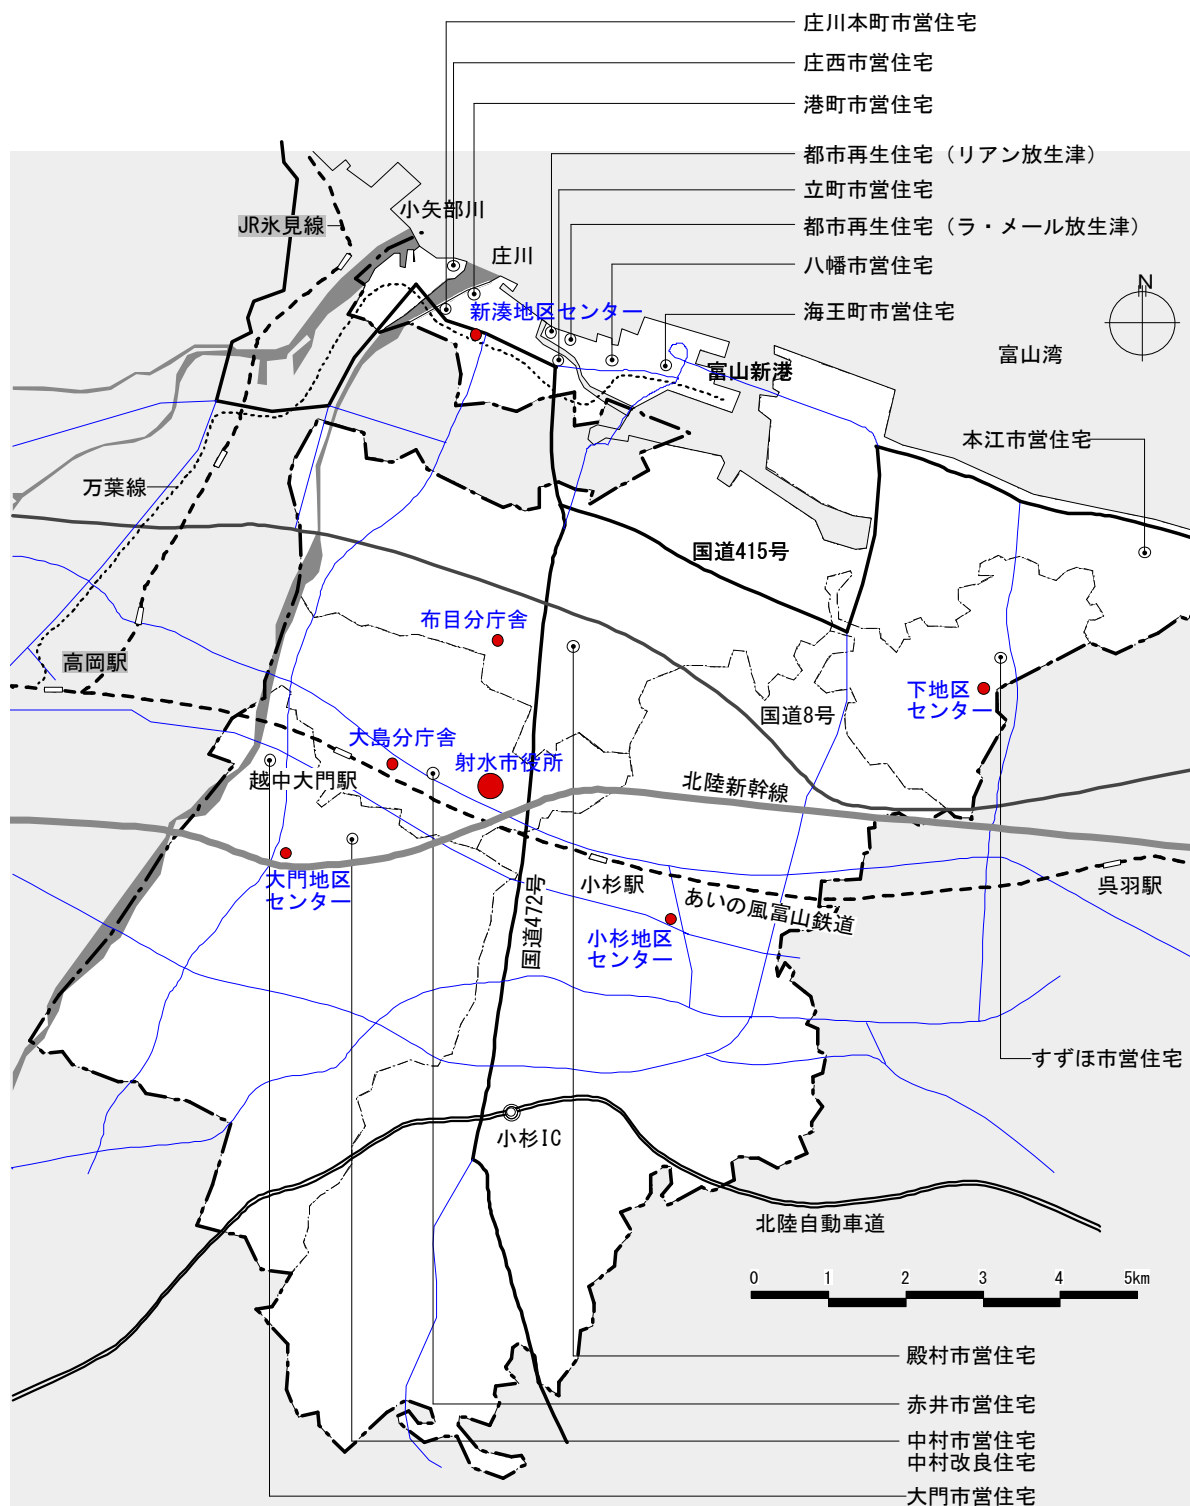 庄川本町市営住宅
庄西市営住宅
港町市営住宅
都市再生住宅（リアン放生津）
立町市営住宅
都市再生住宅（ラ・メール放生津）
八幡市営住宅
海王町市営住宅
小矢部川
JR氷見線
庄川
新湊地区センター
N
富山湾
富山新港
本江市営住宅
万葉線
国道415号
布目分庁舎
高岡駅
下地区
センター
国道8号
大島分庁舎
射水市役所
越中大門駅
北陸新幹線
大門地区
センター
小杉駅
呉羽駅
あいの風富山鉄道
国道472号
小杉地区
センター
すずほ市営住宅
小杉IC
北陸自動車道
0 1 2 3 4 5km
殿村市営住宅
赤井市営住宅
中村市営住宅
中村改良住宅
大門市営住宅